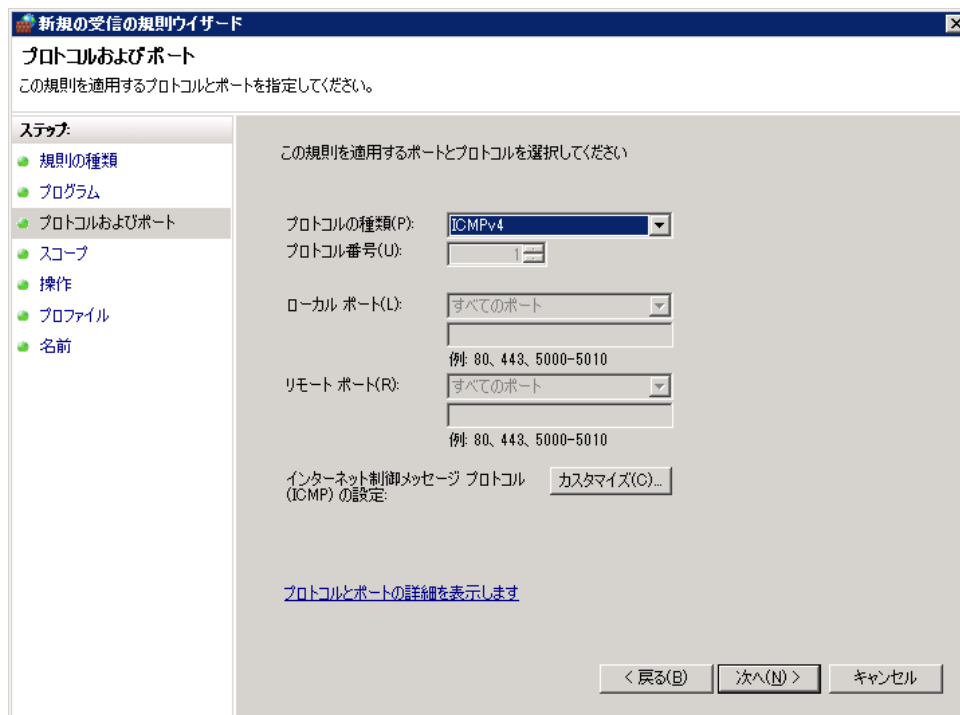 新規の受信の規則ウイザード
プロトコルおよびポート
この規則を適用するプロトコルとポートを指定してください。
ステップ:
規則の種類
プログラム
プロトコルおよびポート
スコープ
操作
プロファイル
名前
この規則を適用するポートとプロトコルを選択してください
プロトコルの種類(P):
ICMPv4
プロトコル番号(U):
1
ローカル ポート(L):
すべてのポート
例: 80、443、5000-5010
リモート ポート(R):
すべてのポート
例: 80、443、5000-5010
インターネット制御メッセージ プロトコル
(ICMP) の設定:
カスタマイズ(C)...
プロトコルとポートの詳細を表示します
< 戻る(B)
次へ(N) >
キャンセル